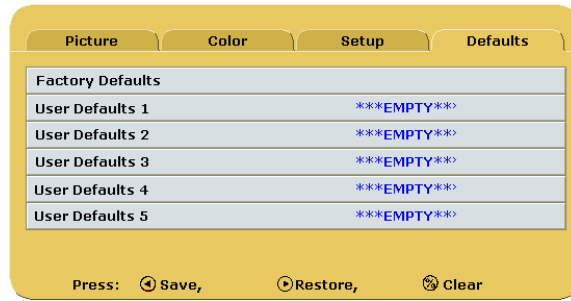 Picture Color Setup Defaults
Factory Defaults
User Defaults 1 ***EMPTY**
User Defaults 2 ***EMPTY**
User Defaults 3 ***EMPTY**
User Defaults 4 ***EMPTY**
User Defaults 5 ***EMPTY**
Press: Save, Restore, Clear